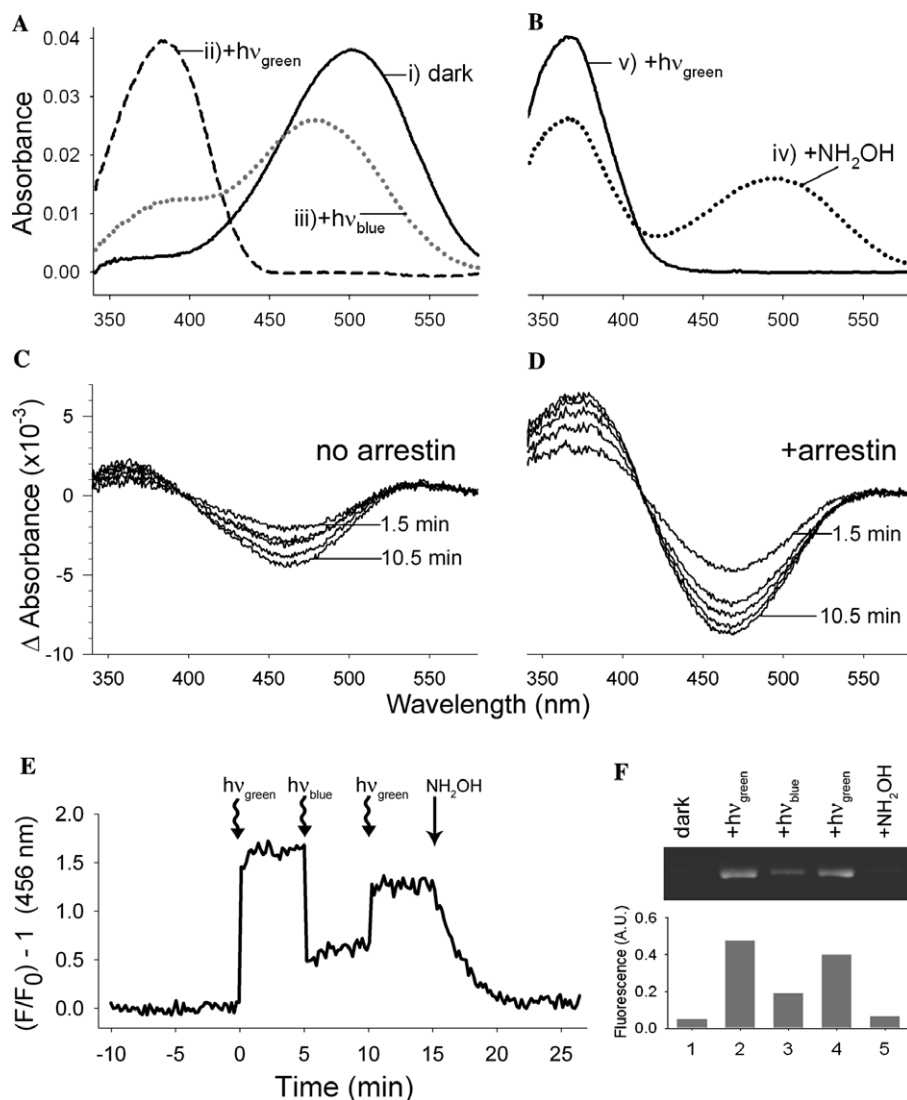 A
B
ii)+hνgreen
i) dark
iii)+hνblue
v) +hνgreen
iv) +NH2OH
Absorbance
0.04
0.03
0.02
0.01
0.00
350 400 450 500 550
350 400 450 500 550
C
D
no arrestin
+arrestin
1.5 min
10.5 min
1.5 min
10.5 min
Δ Absorbance (x10-3)
5
0
-5
-10
350 400 450 500 550
350 400 450 500 550
Wavelength (nm)
E
hνgreen hνblue hνgreen NH2OH
(F/F0) - 1 (456 nm)
2.0
1.5
1.0
0.5
0.0
-10 -5 0 5 10 15 20 25
Time (min)
F
dark
+hνgreen
+hνblue
+hνgreen
+NH2OH
Fluorescence (A.U.)
0.6
0.4
0.2
0.0
1 2 3 4 5